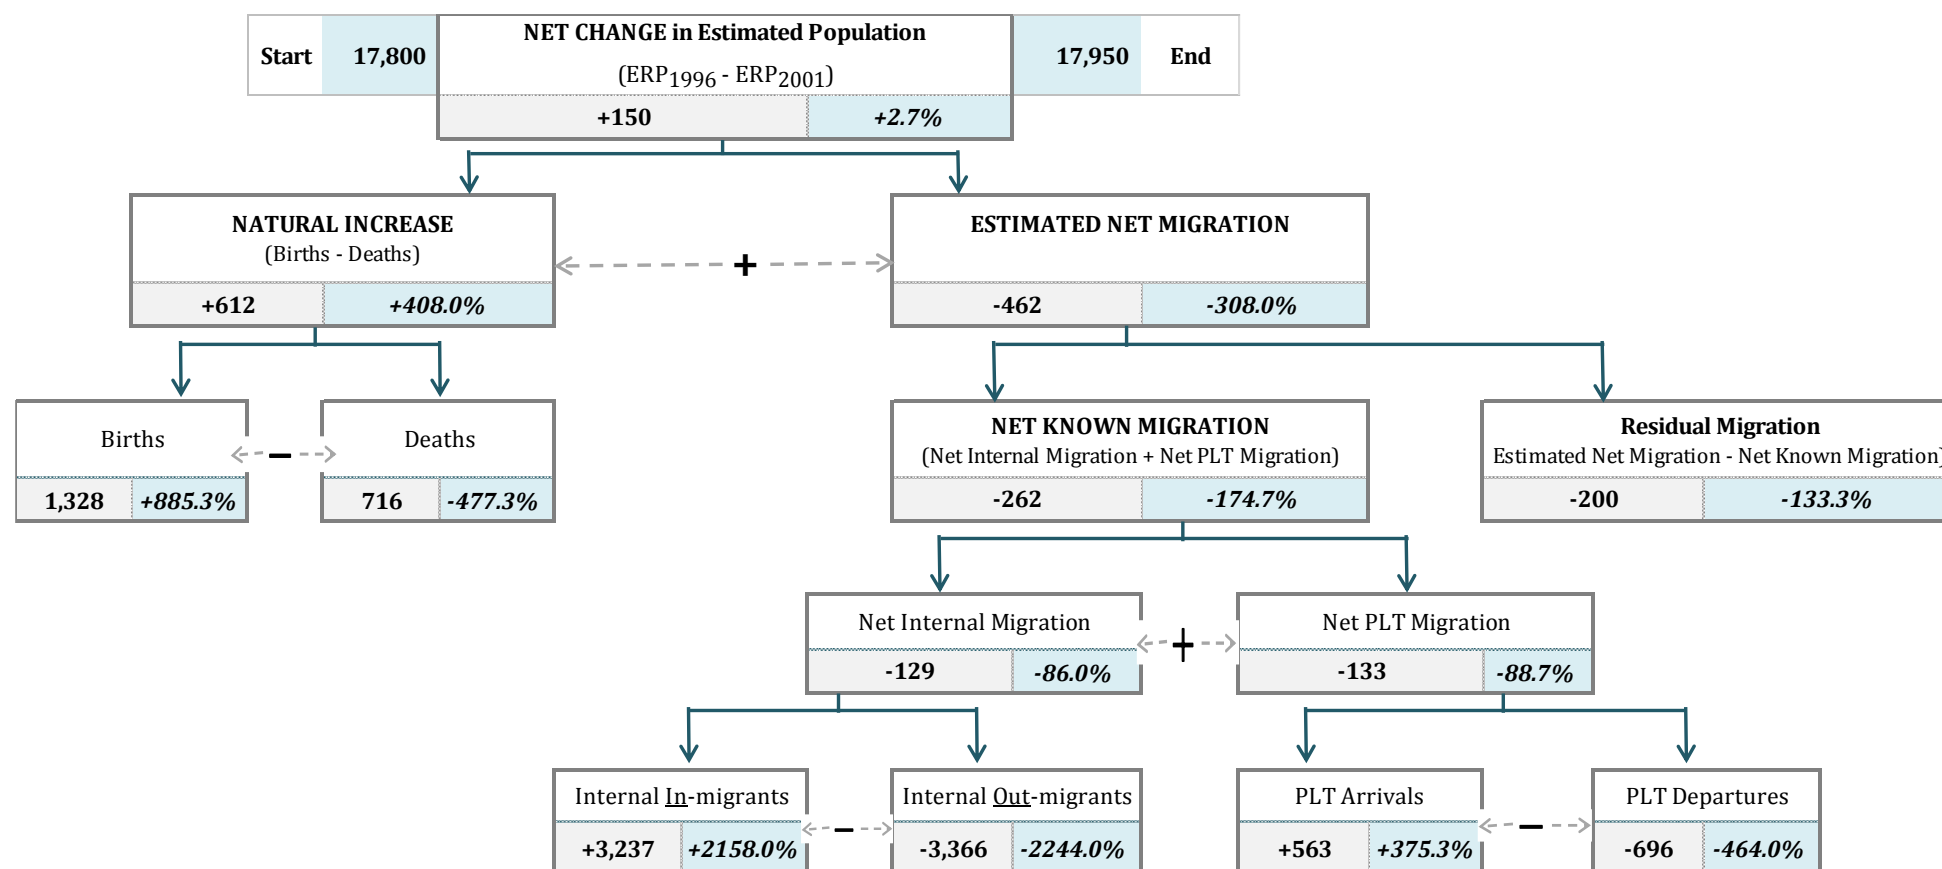 NET CHANGE in Estimated Population
Start 17,800 (ERP1996 - ERP2001) 17,950 End
+150 +2.7%
NATURAL INCREASE ESTIMATED NET MIGRATION
(Births - Deaths)
+
+612 +408.0% -462 -308.0%
Births – Deaths NET KNOWN MIGRATION Residual Migration
(Net Internal Migration + Net PLT Migration) Estimated Net Migration - Net Known Migration)
1,328 +885.3% 716 -477.3% -262 -174.7% -200 -133.3%
Net Internal Migration + Net PLT Migration
-129 -86.0% -133 -88.7%
Internal In-migrants – Internal Out-migrants PLT Arrivals – PLT Departures
+3,237 +2158.0% -3,366 -2244.0% +563 +375.3% -696 -464.0%